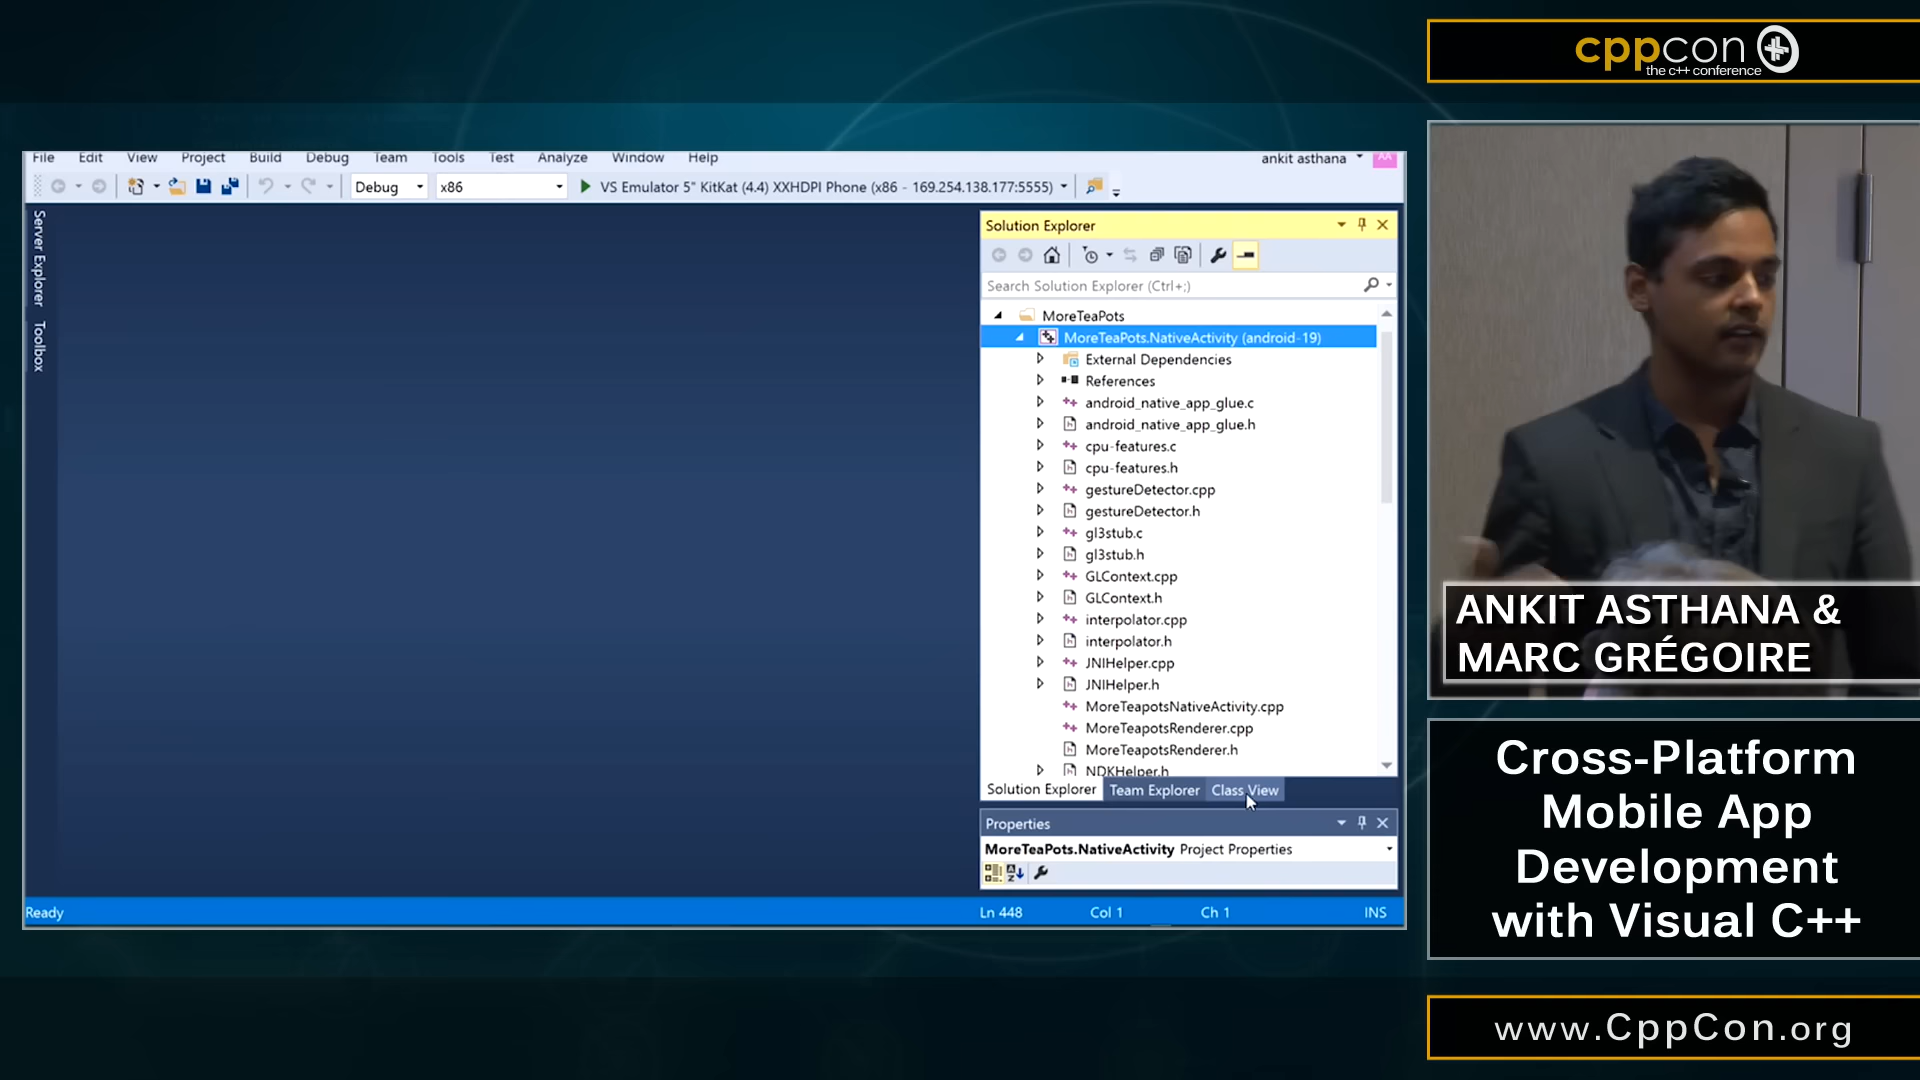 File Edit View Project Build Debug Team Tools Test Analyze Window Help ankit asthana AA
Debug x86 VS Emulator 5" KitKat (4.4) XXHDPI Phone (x86 - 169.254.138.177:5555)
Server Explorer
Toolbox
Solution Explorer
Search Solution Explorer (Ctrl+;)
MoreTeaPots
MoreTeaPots.NativeActivity (android-19)
External Dependencies
References
android_native_app_glue.c
android_native_app_glue.h
cpu-features.c
cpu-features.h
gestureDetector.cpp
gestureDetector.h
gl3stub.c
gl3stub.h
GLContext.cpp
GLContext.h
interpolator.cpp
interpolator.h
JNIHelper.cpp
JNIHelper.h
MoreTeapotsNativeActivity.cpp
MoreTeapotsRenderer.cpp
MoreTeapotsRenderer.h
NDKHelper.h
Solution Explorer Team Explorer Class View
Properties
MoreTeaPots.NativeActivity Project Properties
Ready Ln 448 Col 1 Ch 1 INS
cppcon
the c++ conference
ANKIT ASTHANA &
MARC GRÉGOIRE
Cross-Platform
Mobile App
Development
with Visual C++
www.CppCon.org